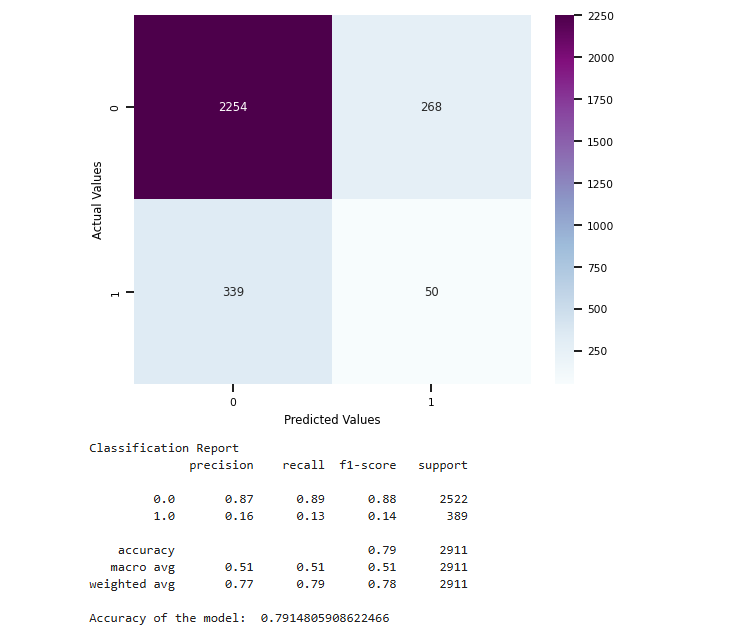 2254
268
339
50
0
1
Actual Values
0
1
Predicted Values
2250
2000
1750
1500
1250
1000
750
500
250
Classification Report
precision recall f1-score support
0.0 0.87 0.89 0.88 2522
1.0 0.16 0.13 0.14 389
accuracy 0.79 2911
macro avg 0.51 0.51 0.51 2911
weighted avg 0.77 0.79 0.78 2911
Accuracy of the model: 0.7914805908622466